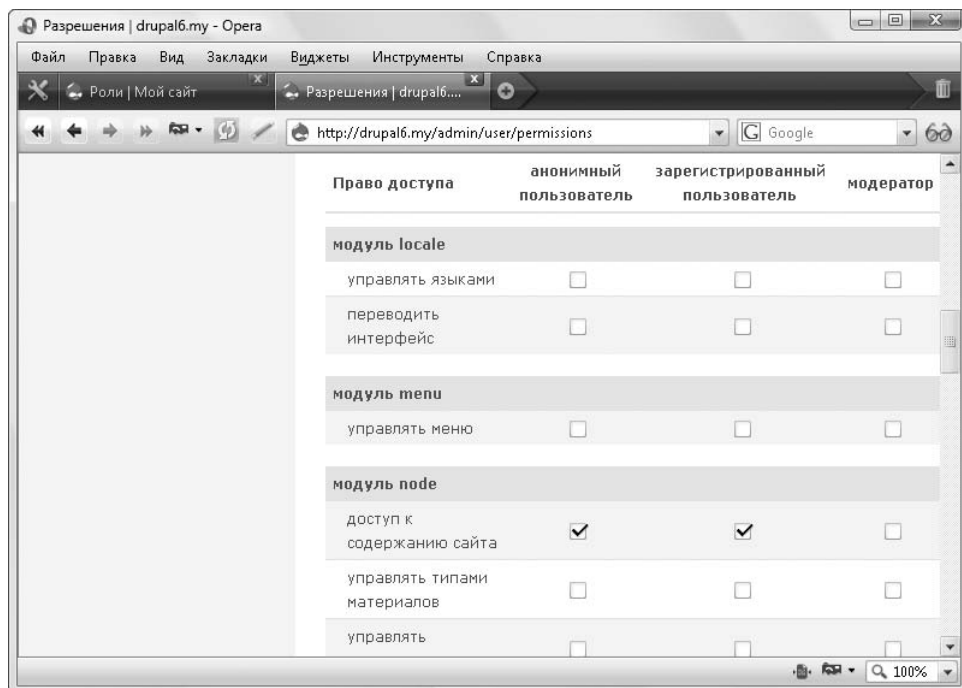 Разрешения | drupal6.my - Opera
Файл Правка Вид Закладки Виджеты Инструменты Справка
Роли | Мой сайт Разрешения | drupal6....
http://drupal6.my/admin/user/permissions Google
Право доступа анонимный пользователь зарегистрированный пользователь модератор
модуль locale
управлять языками
переводить
интерфейс
модуль menu
управлять меню
модуль node
доступ к
содержанию сайта
управлять типами
материалов
управлять
100%